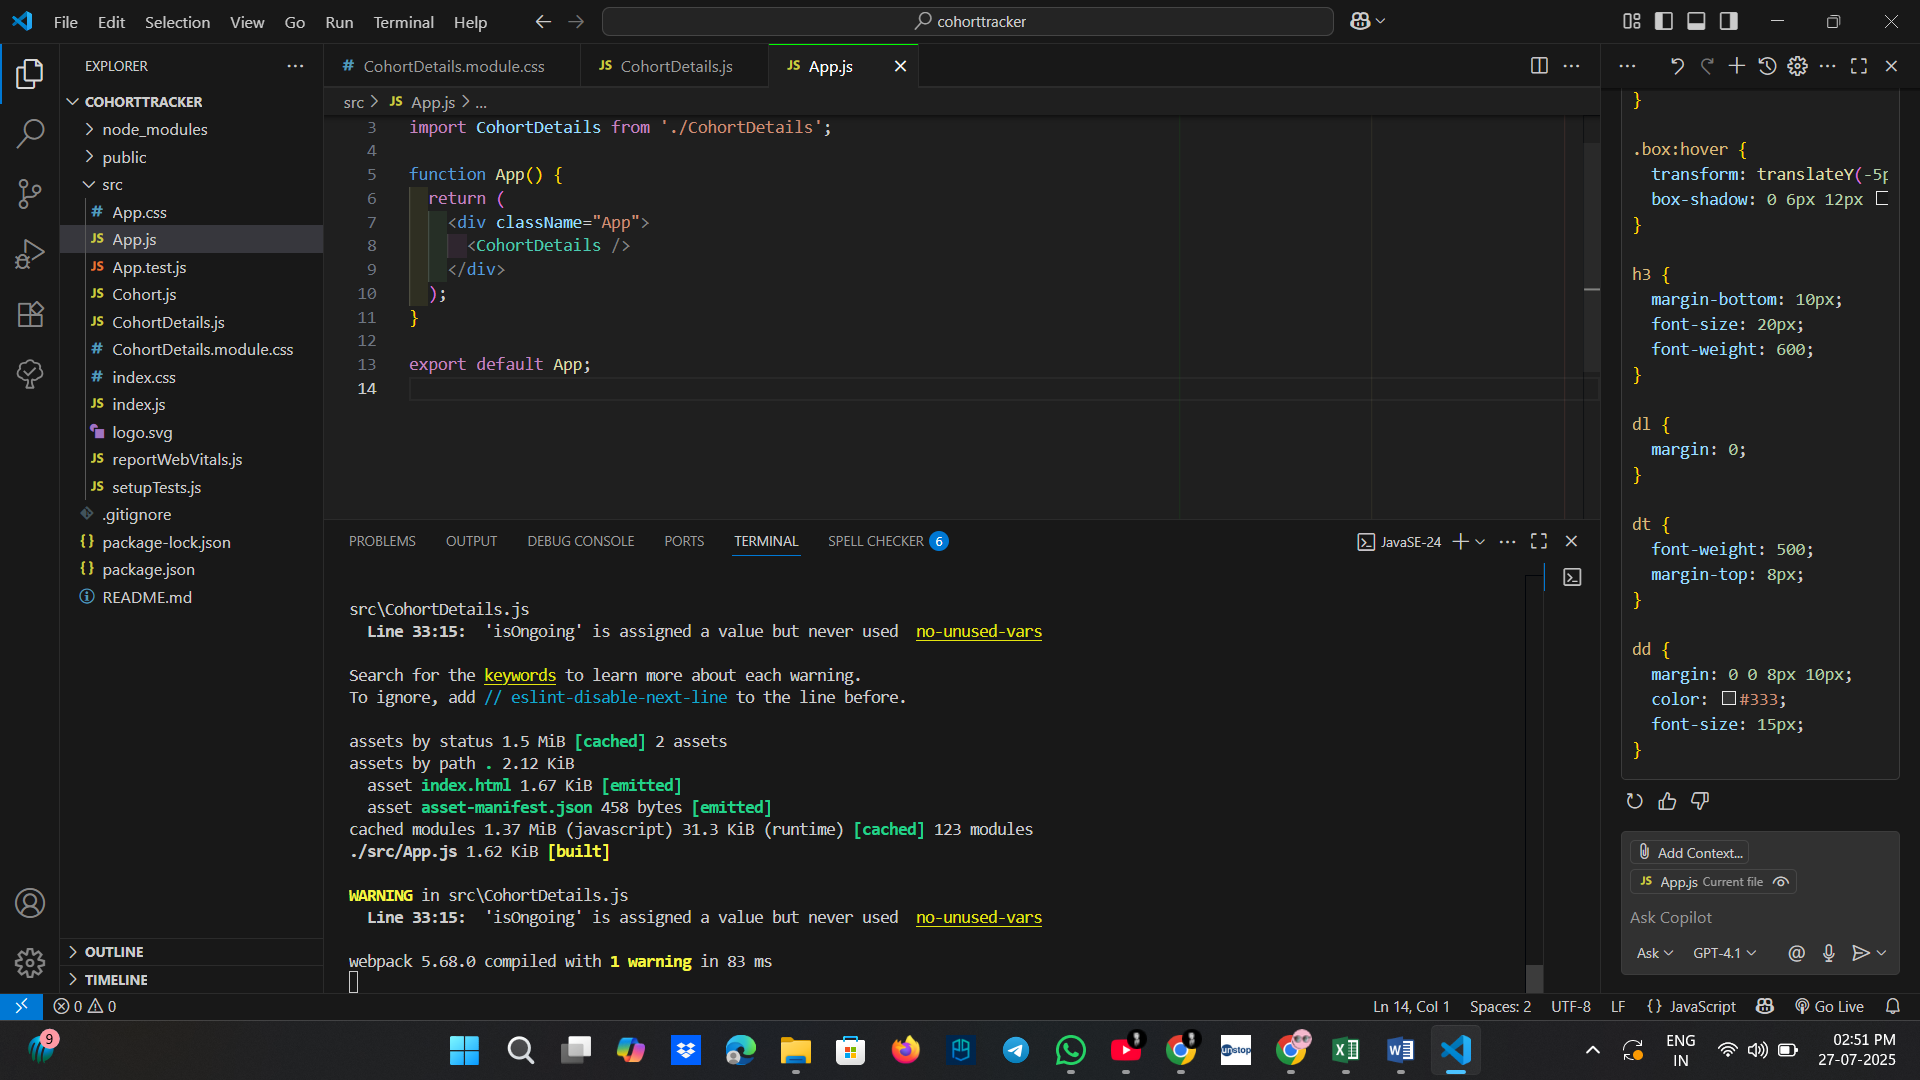 File Edit Selection View Go Run Terminal Help
cohorttracker
EXPLORER
COHORTTRACKER
node_modules
public
src
# App.css
JS App.js
JS App.test.js
JS Cohort.js
JS CohortDetails.js
# CohortDetails.module.css
# index.css
JS index.js
logo.svg
JS reportWebVitals.js
JS setupTests.js
.gitignore
{} package-lock.json
{} package.json
README.md
OUTLINE
TIMELINE
# CohortDetails.module.css JS CohortDetails.js JS App.js
src > JS App.js > ...
3 import CohortDetails from './CohortDetails';
4
5 function App() {
6 return (
7 <div className="App">
8 <CohortDetails />
9 </div>
10 );
11 }
12
13 export default App;
14
PROBLEMS OUTPUT DEBUG CONSOLE PORTS TERMINAL SPELL CHECKER 6
JavaSE-24
src\CohortDetails.js
Line 33:15: 'isOngoing' is assigned a value but never used no-unused-vars
Search for the keywords to learn more about each warning.
To ignore, add // eslint-disable-next-line to the line before.
assets by status 1.5 MiB [cached] 2 assets
assets by path . 2.12 KiB
asset index.html 1.67 KiB [emitted]
asset asset-manifest.json 458 bytes [emitted]
cached modules 1.37 MiB (javascript) 31.3 KiB (runtime) [cached] 123 modules
./src/App.js 1.62 KiB [built]
WARNING in src\CohortDetails.js
Line 33:15: 'isOngoing' is assigned a value but never used no-unused-vars
webpack 5.68.0 compiled with 1 warning in 83 ms
}
.box:hover {
transform: translateY(-5p
box-shadow: 0 6px 12px
}
h3 {
margin-bottom: 10px;
font-size: 20px;
font-weight: 600;
}
dl {
margin: 0;
}
dt {
font-weight: 500;
margin-top: 8px;
}
dd {
margin: 0 0 8px 10px;
color: #333;
font-size: 15px;
}
Add Context...
JS App.js Current file
Ask Copilot
Ask GPT-4.1 @
0 0
Ln 14, Col 1 Spaces: 2 UTF-8 LF {} JavaScript Go Live
9
unstop
ENG
IN
02:51 PM
27-07-2025